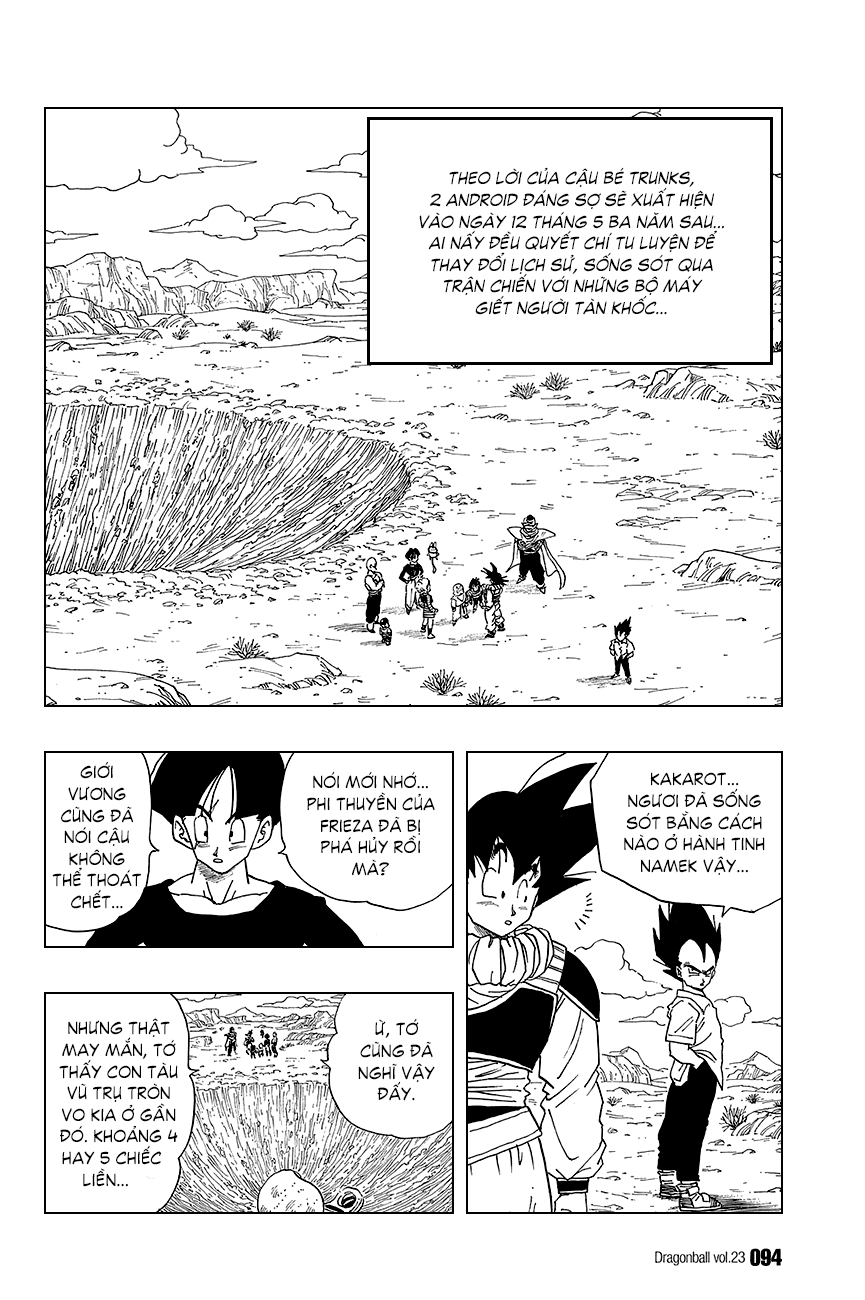 THEO LỜI CỦA CẬU BÉ TRUNKS,
2 ANDROID ĐÁNG SỢ SẼ XUẤT HIỆN
VÀO NGÀY 12 THÁNG 5 BA NĂM SAU...
AI NẤY ĐỀU QUYẾT CHÍ TU LUYỆN ĐỂ
THAY ĐỔI LỊCH SỬ, SỐNG SÓT QUA
TRẬN CHIẾN VỚI NHỮNG BỘ MÁY
GIẾT NGƯỜI TÀN KHỐC...
KAKAROT...
NGƯƠI ĐÃ SỐNG
SÓT BẰNG CÁCH
NÀO Ở HÀNH TINH
NAMEK VẬY...
NÓI MỚI NHỚ...
PHI THUYỀN CỦA
FRIEZA ĐÃ BỊ
PHÁ HỦY RỒI
MÀ?
GIỚI
VƯƠNG
CŨNG ĐÃ
NÓI CẬU
KHÔNG
THỂ THOÁT
CHẾT...
Ừ, TỚ
CŨNG ĐÃ
NGHĨ VẬY
ĐẤY.
NHƯNG THẬT
MAY MẮN, TỚ
THẤY CON TÀU
VŨ TRỤ TRÒN
VO KIA Ở GẦN
ĐÓ. KHOẢNG 4
HAY 5 CHIẾC
LIỀN...
Dragonball vol.23 094